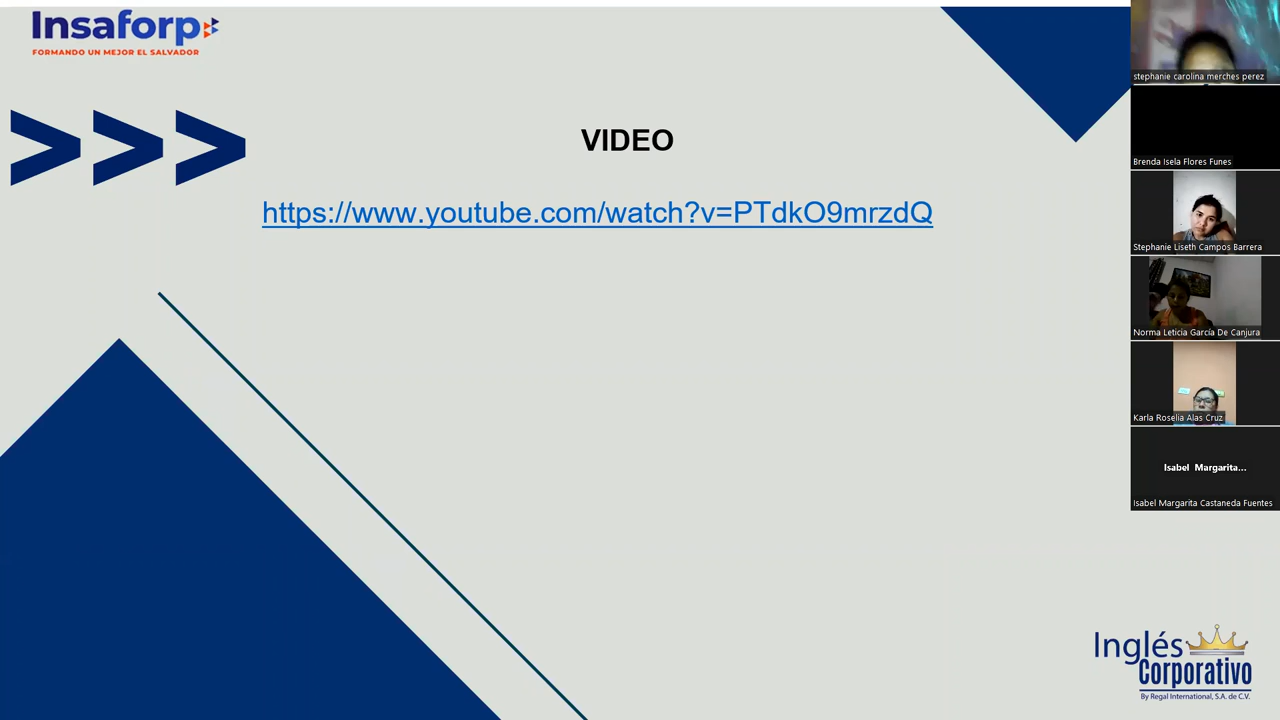 Insaforp
FORMANDO UN MEJOR EL SALVADOR
>>>
VIDEO
https://www.youtube.com/watch?v=PTdkO9mrzdQ
stephanie carolina merches perez
Brenda Isela Flores Funes
Stephanie Liseth Campos Barrera
Norma Leticia García De Canjura
Karla Roselia Alas Cruz
Isabel Margarita...
Isabel Margarita Castaneda Fuentes
Inglés
Corporativo
By Regal International, S.A. de C.V.